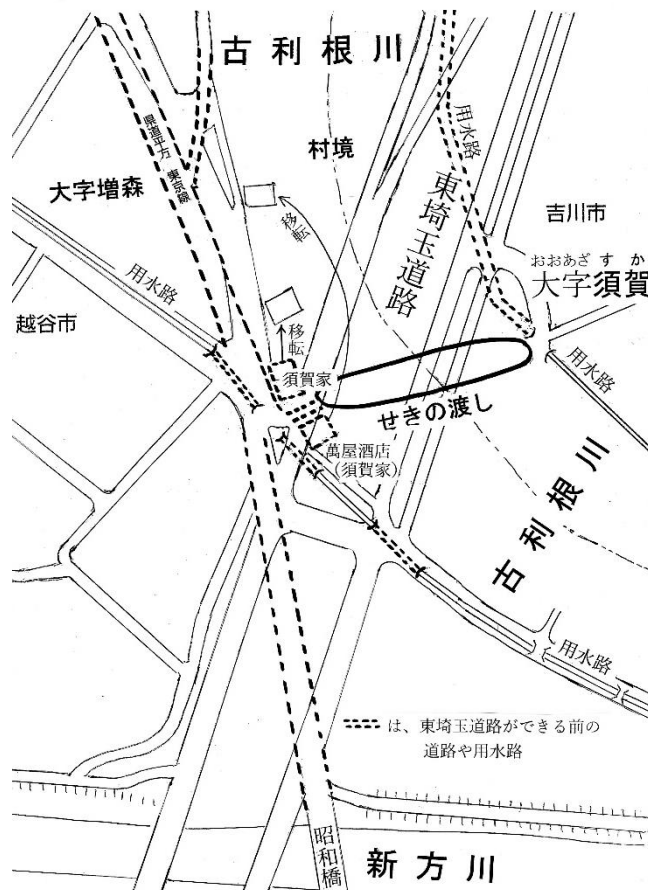 古利根川
村境
用水路
東埼玉道路
吉川市
おおあざ すか
大字須賀
県道平方 東京線
大字増森
移転
移転
用水路
越谷市
須賀家
せきの渡し
用水路
萬屋酒店
(須賀家)
古利根川
用水路
は、東埼玉道路ができる前の
道路や用水路
昭和橋
新方川